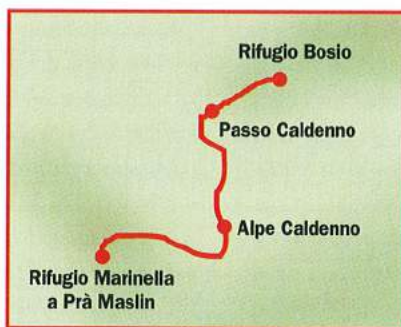 Rifugio Bosio
Passo Caldenno
Alpe Caldenno
Rifugio Marinella
a Prà Maslin